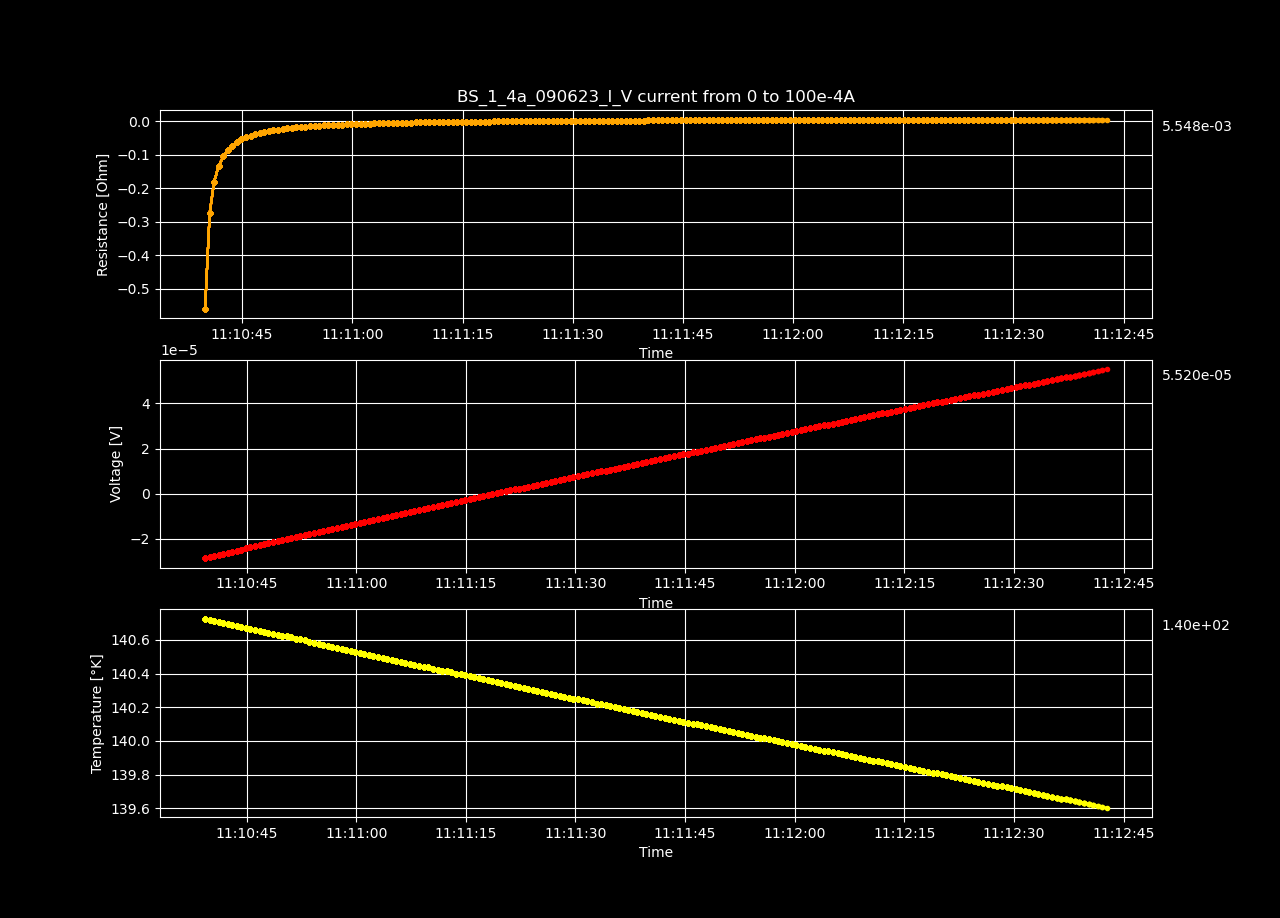 BS_1_4a_090623_I_V current from 0 to 100e-4A
0.0
−0.1
−0.2
−0.3
−0.4
−0.5
Resistance [Ohm]
5.548e-03
11:10:45 11:11:00 11:11:15 11:11:30 11:11:45 11:12:00 11:12:15 11:12:30 11:12:45
Time
1e−5
4
2
0
−2
Voltage [V]
5.520e-05
11:10:45 11:11:00 11:11:15 11:11:30 11:11:45 11:12:00 11:12:15 11:12:30 11:12:45
Time
140.6
140.4
140.2
140.0
139.8
139.6
Temperature [°K]
1.40e+02
11:10:45 11:11:00 11:11:15 11:11:30 11:11:45 11:12:00 11:12:15 11:12:30 11:12:45
Time